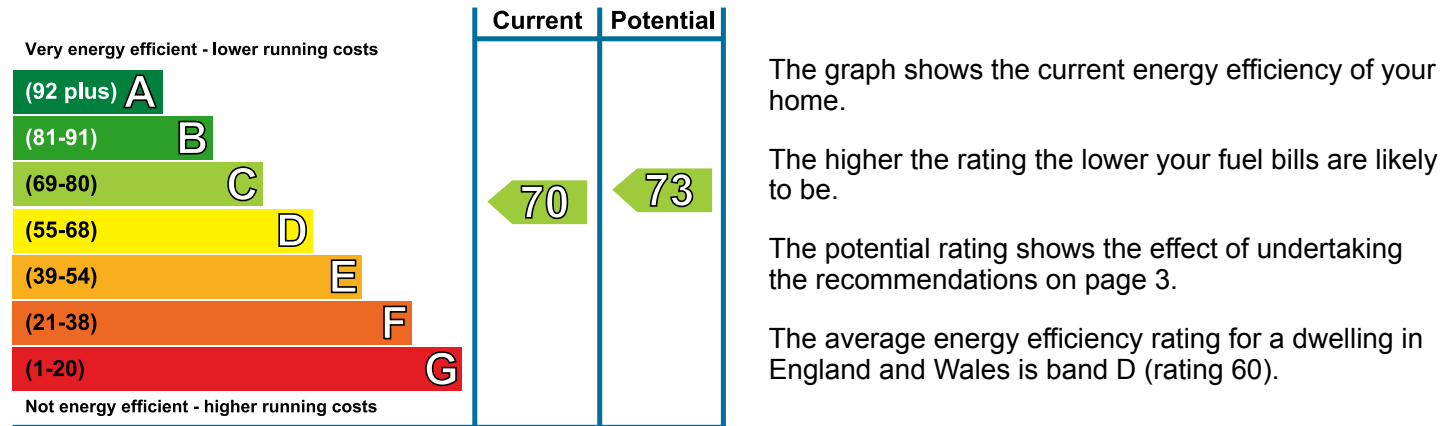 Current Potential
Very energy efficient - lower running costs
(92 plus) A
(81-91) B
(69-80) C
(55-68) D
(39-54) E
(21-38) F
(1-20) G
Not energy efficient - higher running costs
70 73
The graph shows the current energy efficiency of your
home.
The higher the rating the lower your fuel bills are likely
to be.
The potential rating shows the effect of undertaking
the recommendations on page 3.
The average energy efficiency rating for a dwelling in
England and Wales is band D (rating 60).